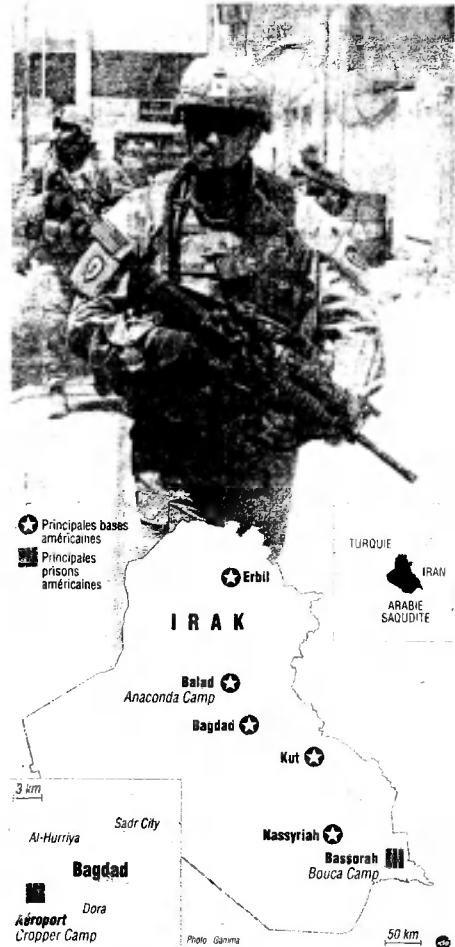 Principales bases
américaines
Principales
prisons
américaines
TURQUIE
IRAN
ARABIE
SAOUDITE
Erbil
IRAK
Balad
Anaconda Camp
Bagdad
Kut
Nassyriah
Bassorah
Bouca Camp
3 km
Al-Hurriya
Sadr City
Bagdad
Aéroport
Cropper Camp
Dora
Photo Gamma
50 km